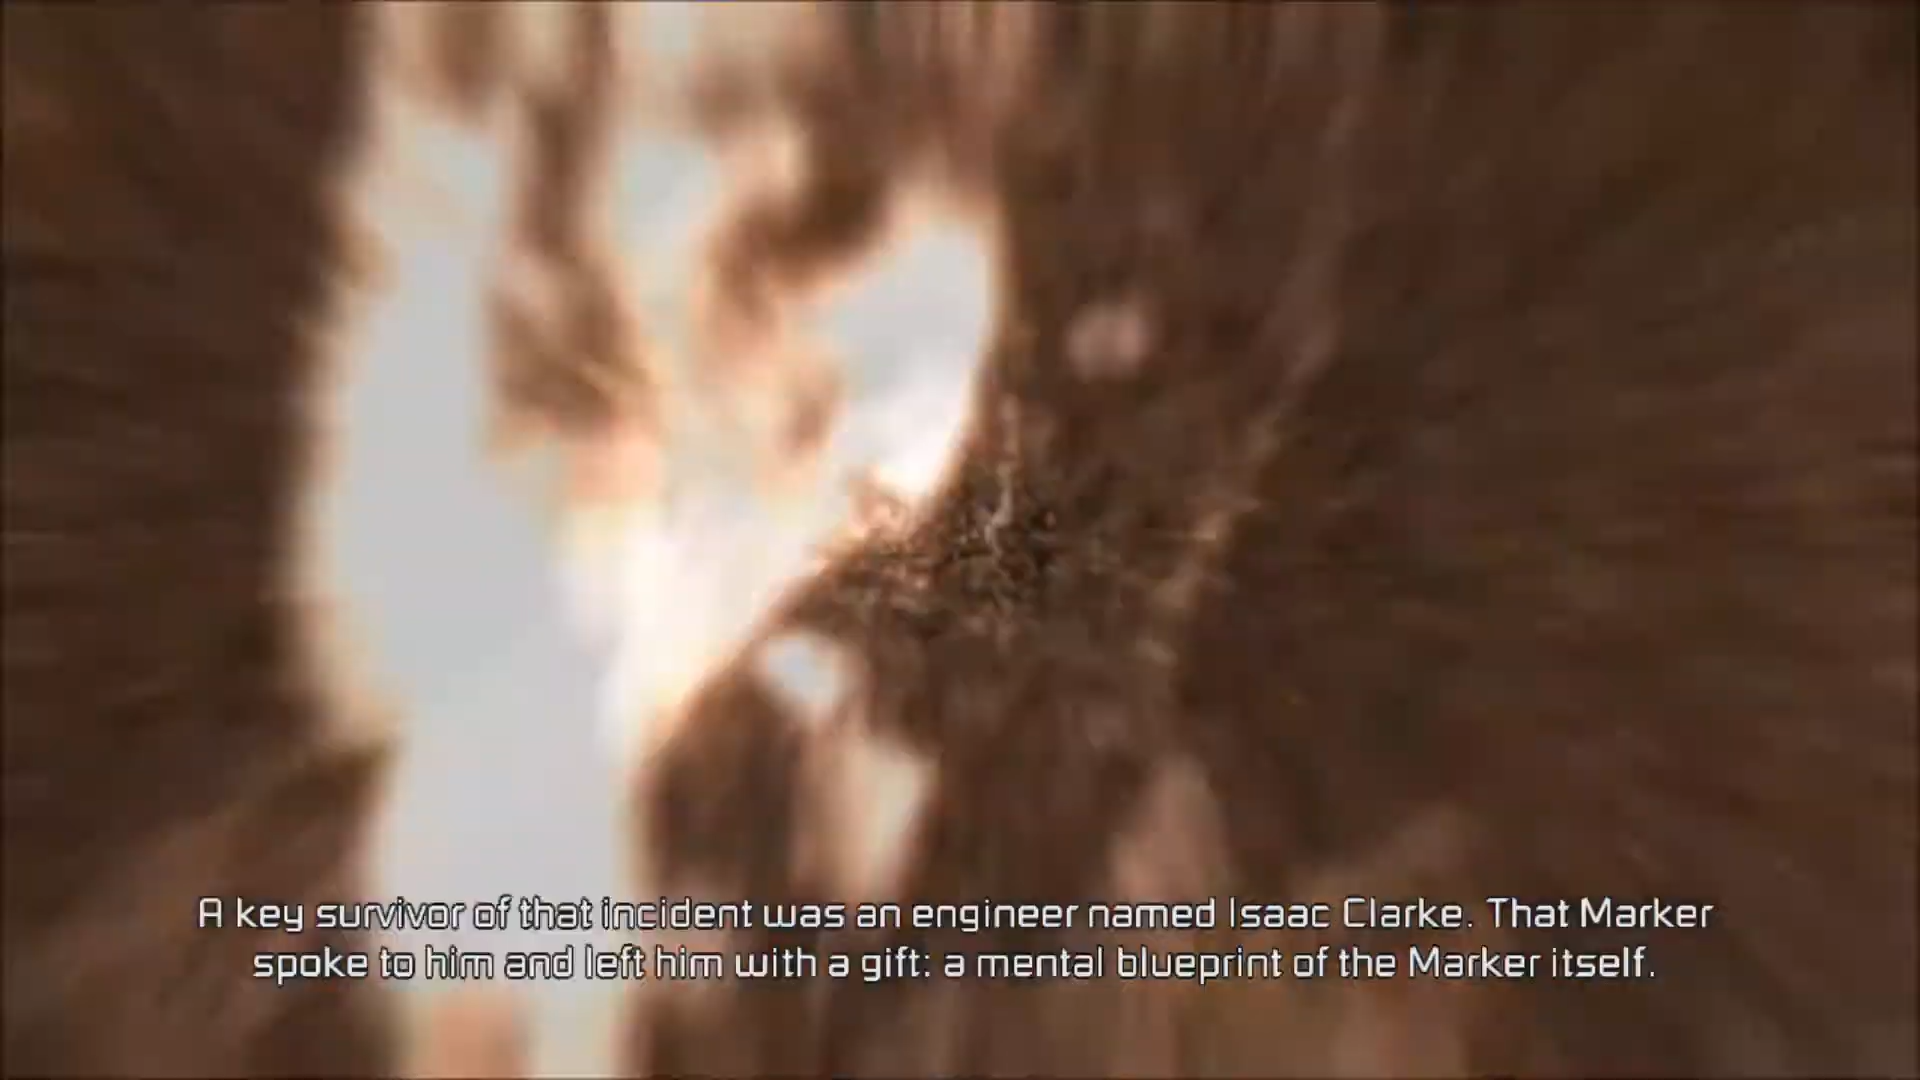 A key survivor of that incident was an engineer named Isaac Clarke. That Marker
spoke to him and left him with a gift: a mental blueprint of the Marker itself.